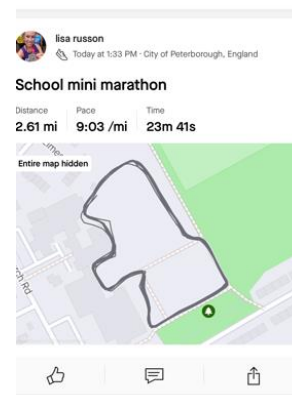 lisa russon
Today at 1:33 PM · City of Peterborough, England
School mini marathon
Distance Pace Time
2.61 mi 9:03 /mi 23m 41s
Entire map hidden